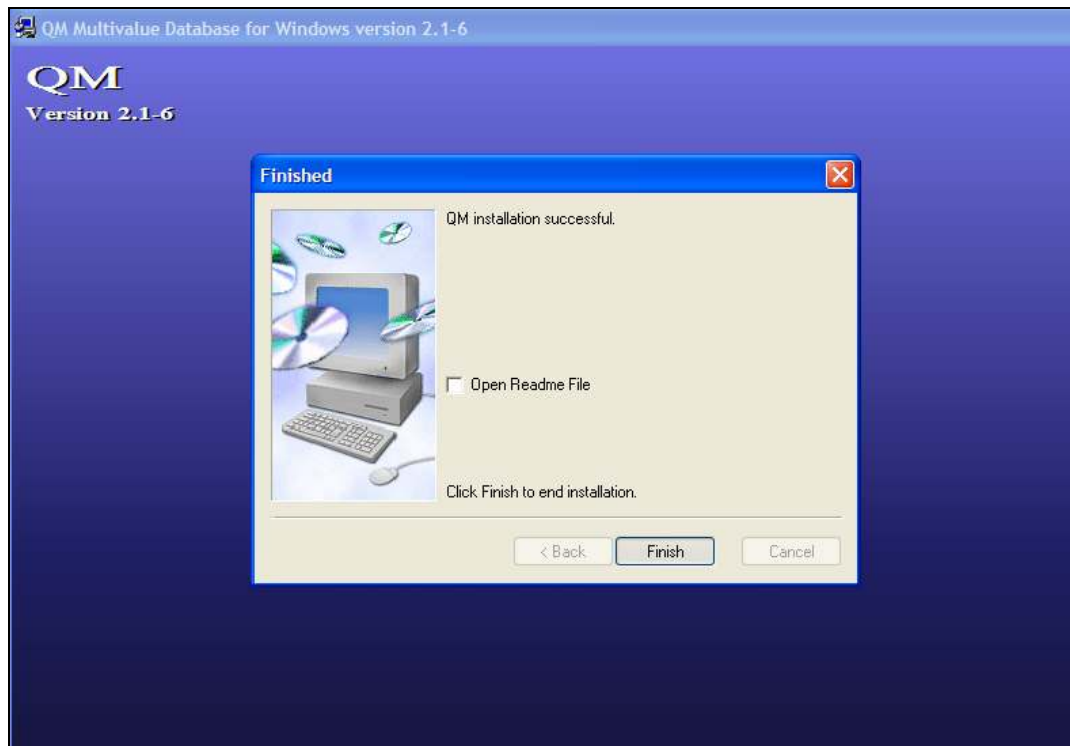 QM Multivalue Database for Windows version 2.1-6
QM
Version 2.1-6
Finished
QM installation successful.
Open Readme File
Click Finish to end installation.
< Back
Finish
Cancel